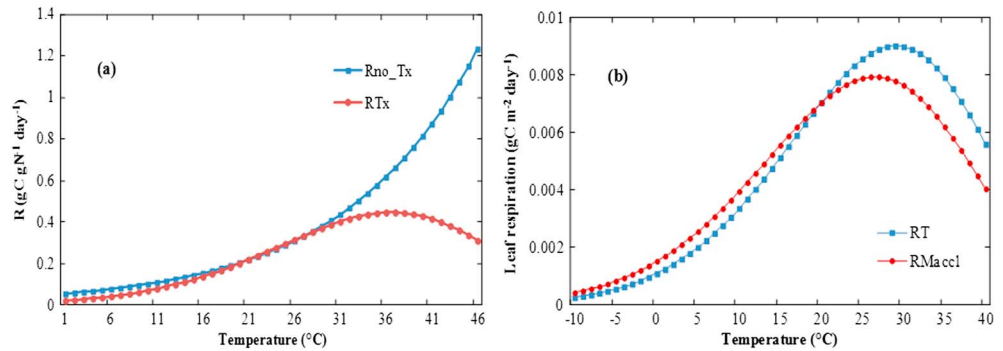 1.4
1.2
1
0.8
0.6
0.4
0.2
0
R (gC gN⁻¹ day⁻¹)
(a)
Rno_Tx
RTx
1 6 11 16 21 26 31 36 41 46
Temperature (°C)
0.01
0.008
0.006
0.004
0.002
0.000
Leaf respiration (gC m⁻² day⁻¹)
(b)
RT
RMaccl
-10 -5 0 5 10 15 20 25 30 35 40
Temperature (°C)